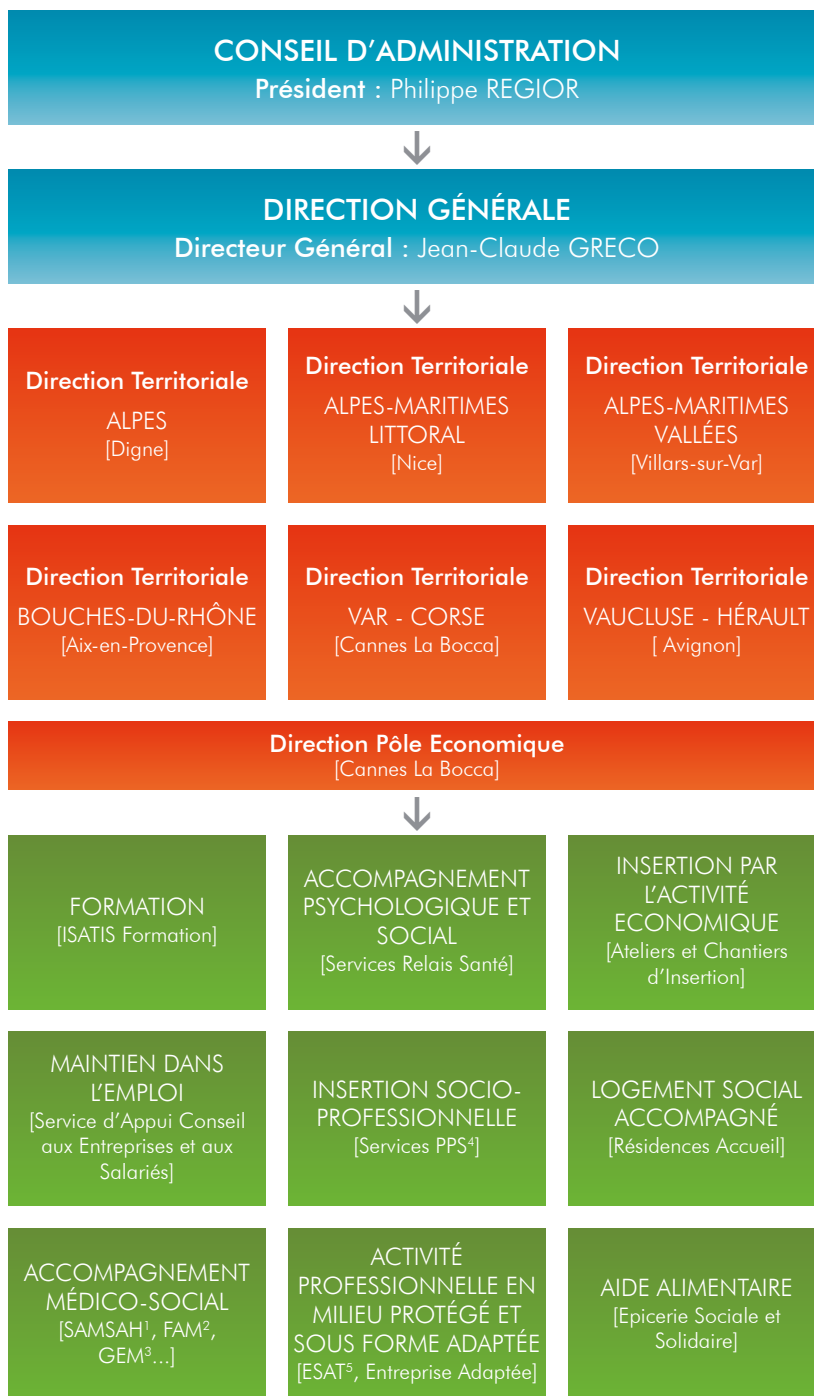 CONSEIL D'ADMINISTRATION
Président : Philippe REGIOR
DIRECTION GÉNÉRALE
Directeur Général : Jean-Claude GRECO
Direction Territoriale
ALPES
[Digne]
Direction Territoriale
ALPES-MARITIMES
LITTORAL
[Nice]
Direction Territoriale
ALPES-MARITIMES
VALLÉES
[Villars-sur-Var]
Direction Territoriale
BOUCHES-DU-RHÔNE
[Aix-en-Provence]
Direction Territoriale
VAR - CORSE
[Cannes La Bocca]
Direction Territoriale
VAUCLUSE - HÉRAULT
[ Avignon]
Direction Pôle Economique
[Cannes La Bocca]
FORMATION
[ISATIS Formation]
ACCOMPAGNEMENT
PSYCHOLOGIQUE ET
SOCIAL
[Services Relais Santé]
INSERTION PAR
L'ACTIVITÉ
ECONOMIQUE
[Ateliers et Chantiers
d'Insertion]
MAINTIEN DANS
L'EMPLOI
[Service d'Appui Conseil
aux Entreprises et aux
Salariés]
INSERTION SOCIO-
PROFESSIONNELLE
[Services PPS⁴]
LOGEMENT SOCIAL
ACCOMPAGNÉ
[Résidences Accueil]
ACCOMPAGNEMENT
MÉDICO-SOCIAL
[SAMSAH¹, FAM²,
GEM³...]
ACTIVITÉ
PROFESSIONNELLE EN
MILIEU PROTÉGÉ ET
SOUS FORME ADAPTÉE
[ESAT⁵, Entreprise Adaptée]
AIDE ALIMENTAIRE
[Epicerie Sociale et
Solidaire]